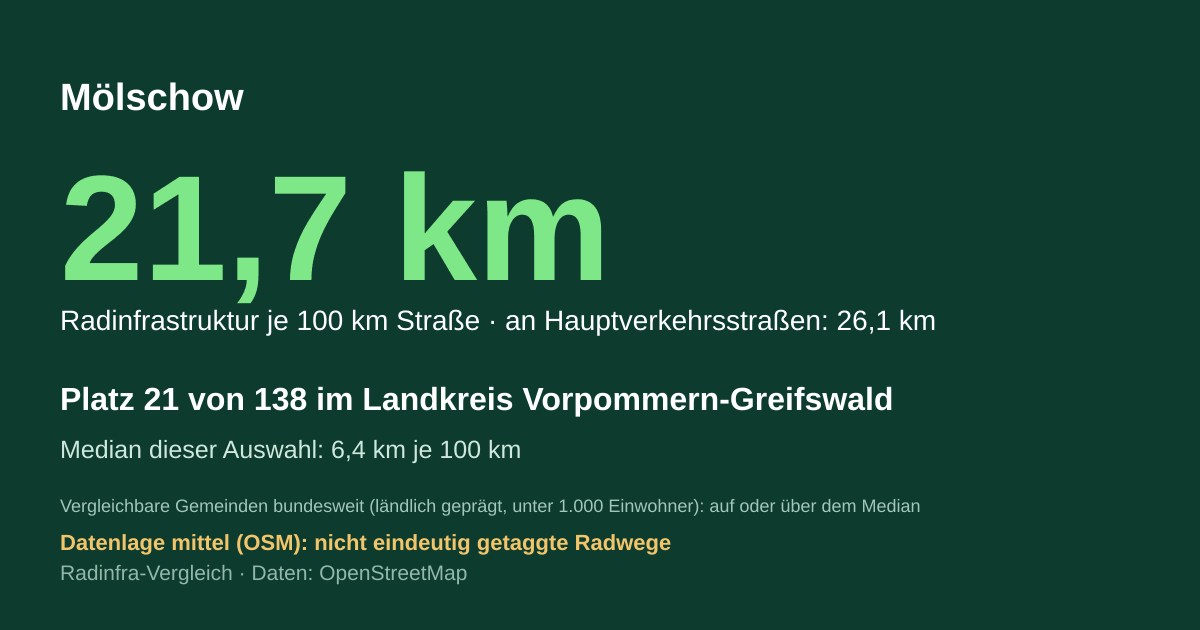 Mölschow
21,7 km
Radinfrastruktur je 100 km Straße · an Hauptverkehrsstraßen: 26,1 km
Platz 21 von 138 im Landkreis Vorpommern-Greifswald
Median dieser Auswahl: 6,4 km je 100 km
Vergleichbare Gemeinden bundesweit (ländlich geprägt, unter 1.000 Einwohner): auf oder über dem Median
Datenlage mittel (OSM): nicht eindeutig getaggte Radwege
Radinfra-Vergleich · Daten: OpenStreetMap